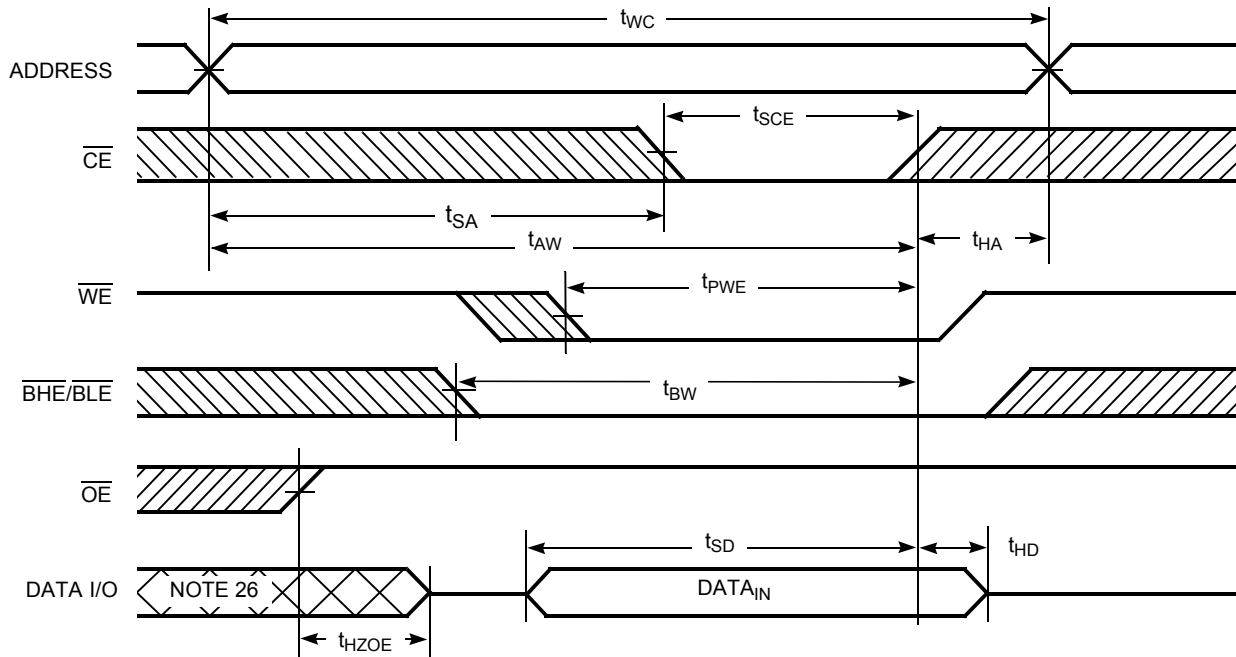 tWC
ADDRESS
tSCE
CE
tSA
tAW
tHA
WE
tPWE
BHE/BLE
tBW
OE
tSD
tHD
DATA I/O
NOTE 26
DATAIN
tHZOE